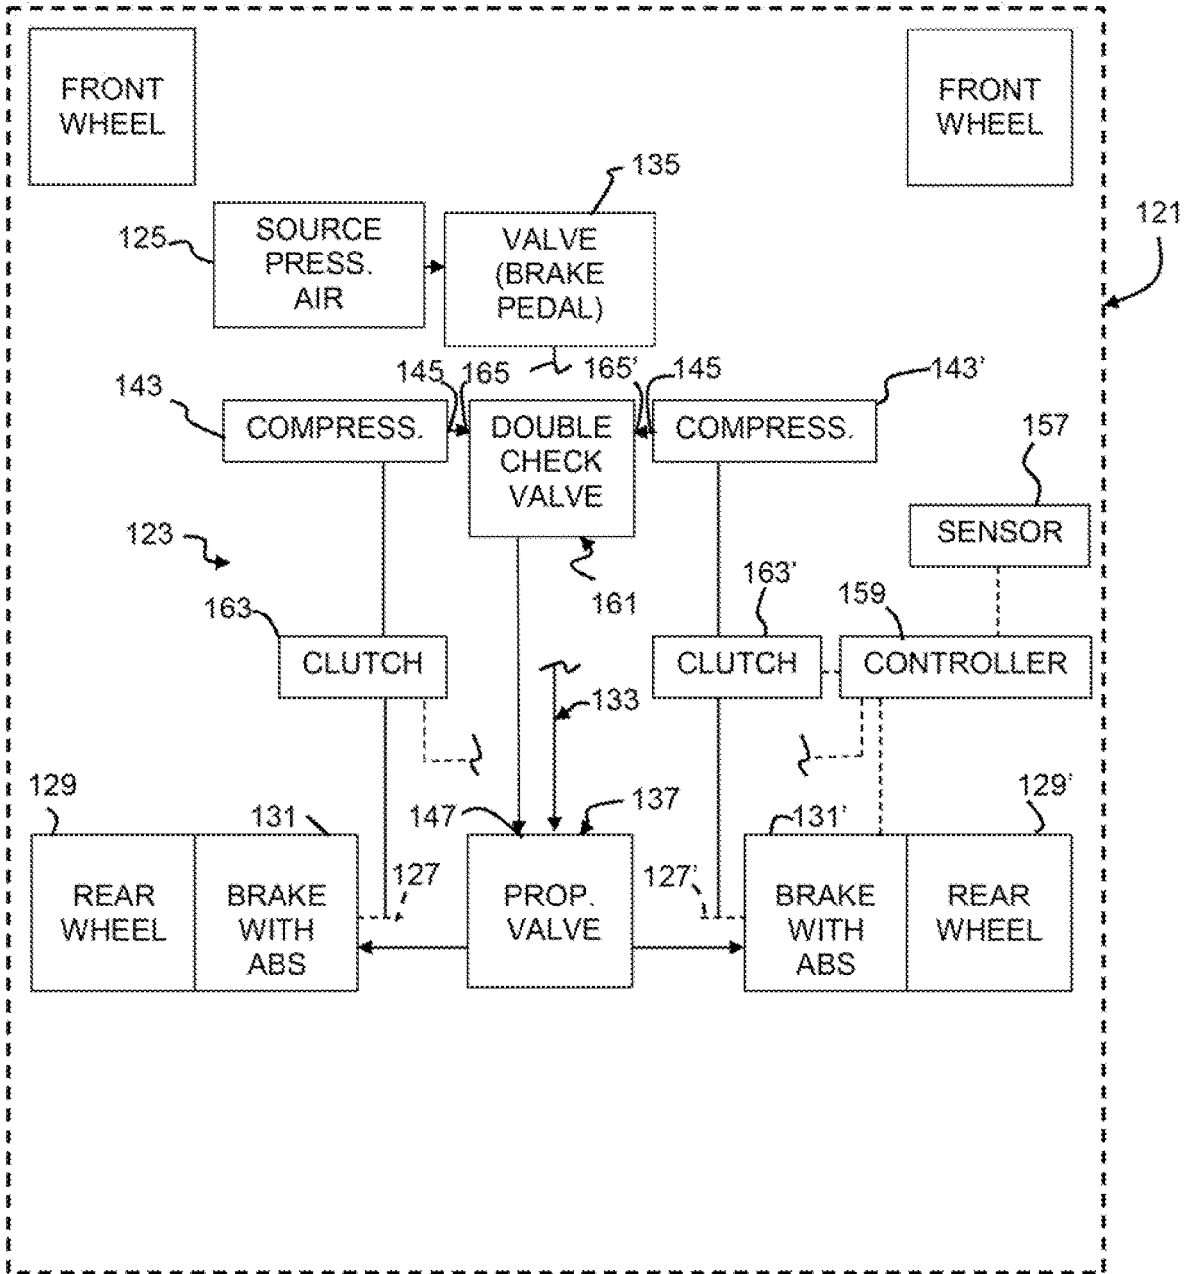 FRONT
WHEEL
FRONT
WHEEL
135
121
125
SOURCE
PRESS.
AIR
VALVE
(BRAKE
PEDAL)
143
145
165
165'
145
143'
COMPRESS.
DOUBLE
CHECK
VALVE
COMPRESS.
157
SENSOR
123
161
163
163'
159
CLUTCH
CLUTCH
CONTROLLER
133
129
131
147
137
131'
129'
127
127'
REAR
WHEEL
BRAKE
WITH
ABS
PROP.
VALVE
BRAKE
WITH
ABS
REAR
WHEEL